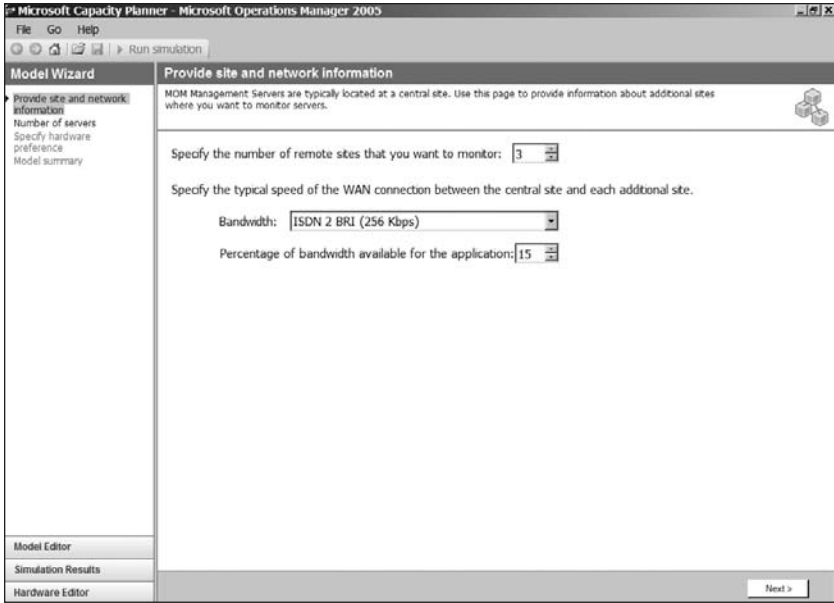 Microsoft Capacity Planner - Microsoft Operations Manager 2005
File Go Help
Run simulation
Model Wizard
Provide site and network information
Number of servers
Specify hardware preference
Model summary
Provide site and network information
MOM Management Servers are typically located at a central site. Use this page to provide information about additional sites
where you want to monitor servers.
Specify the number of remote sites that you want to monitor: 3
Specify the typical speed of the WAN connection between the central site and each additional site.
Bandwidth: ISDN 2 BRI (256 Kbps)
Percentage of bandwidth available for the application: 15
Model Editor
Simulation Results
Hardware Editor
Next >